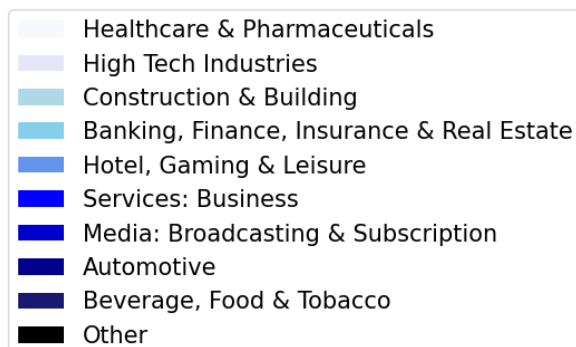 Healthcare & Pharmaceuticals
High Tech Industries
Construction & Building
Banking, Finance, Insurance & Real Estate
Hotel, Gaming & Leisure
Services: Business
Media: Broadcasting & Subscription
Automotive
Beverage, Food & Tobacco
Other